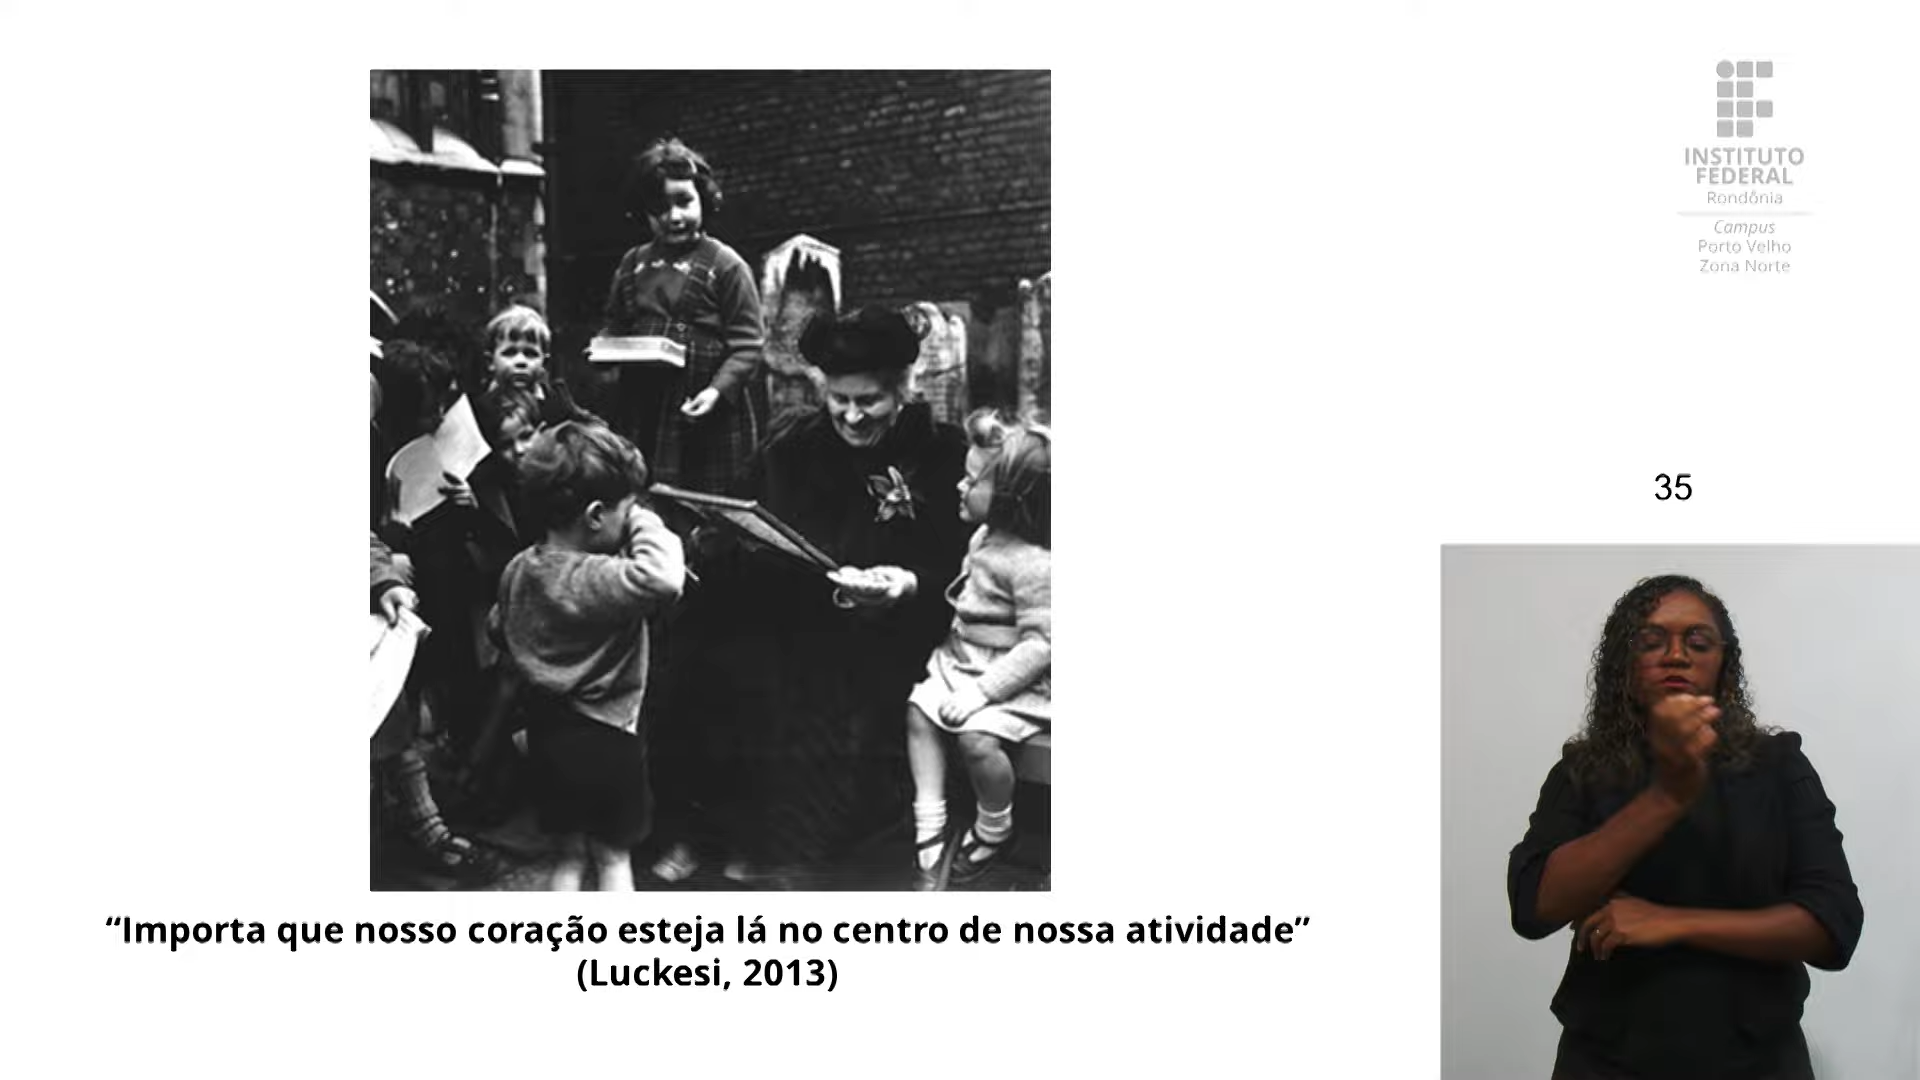 INSTITUTO
FEDERAL
Rondônia
Campus
Porto Velho
Zona Norte
35
“Importa que nosso coração esteja lá no centro de nossa atividade”
(Luckesi, 2013)